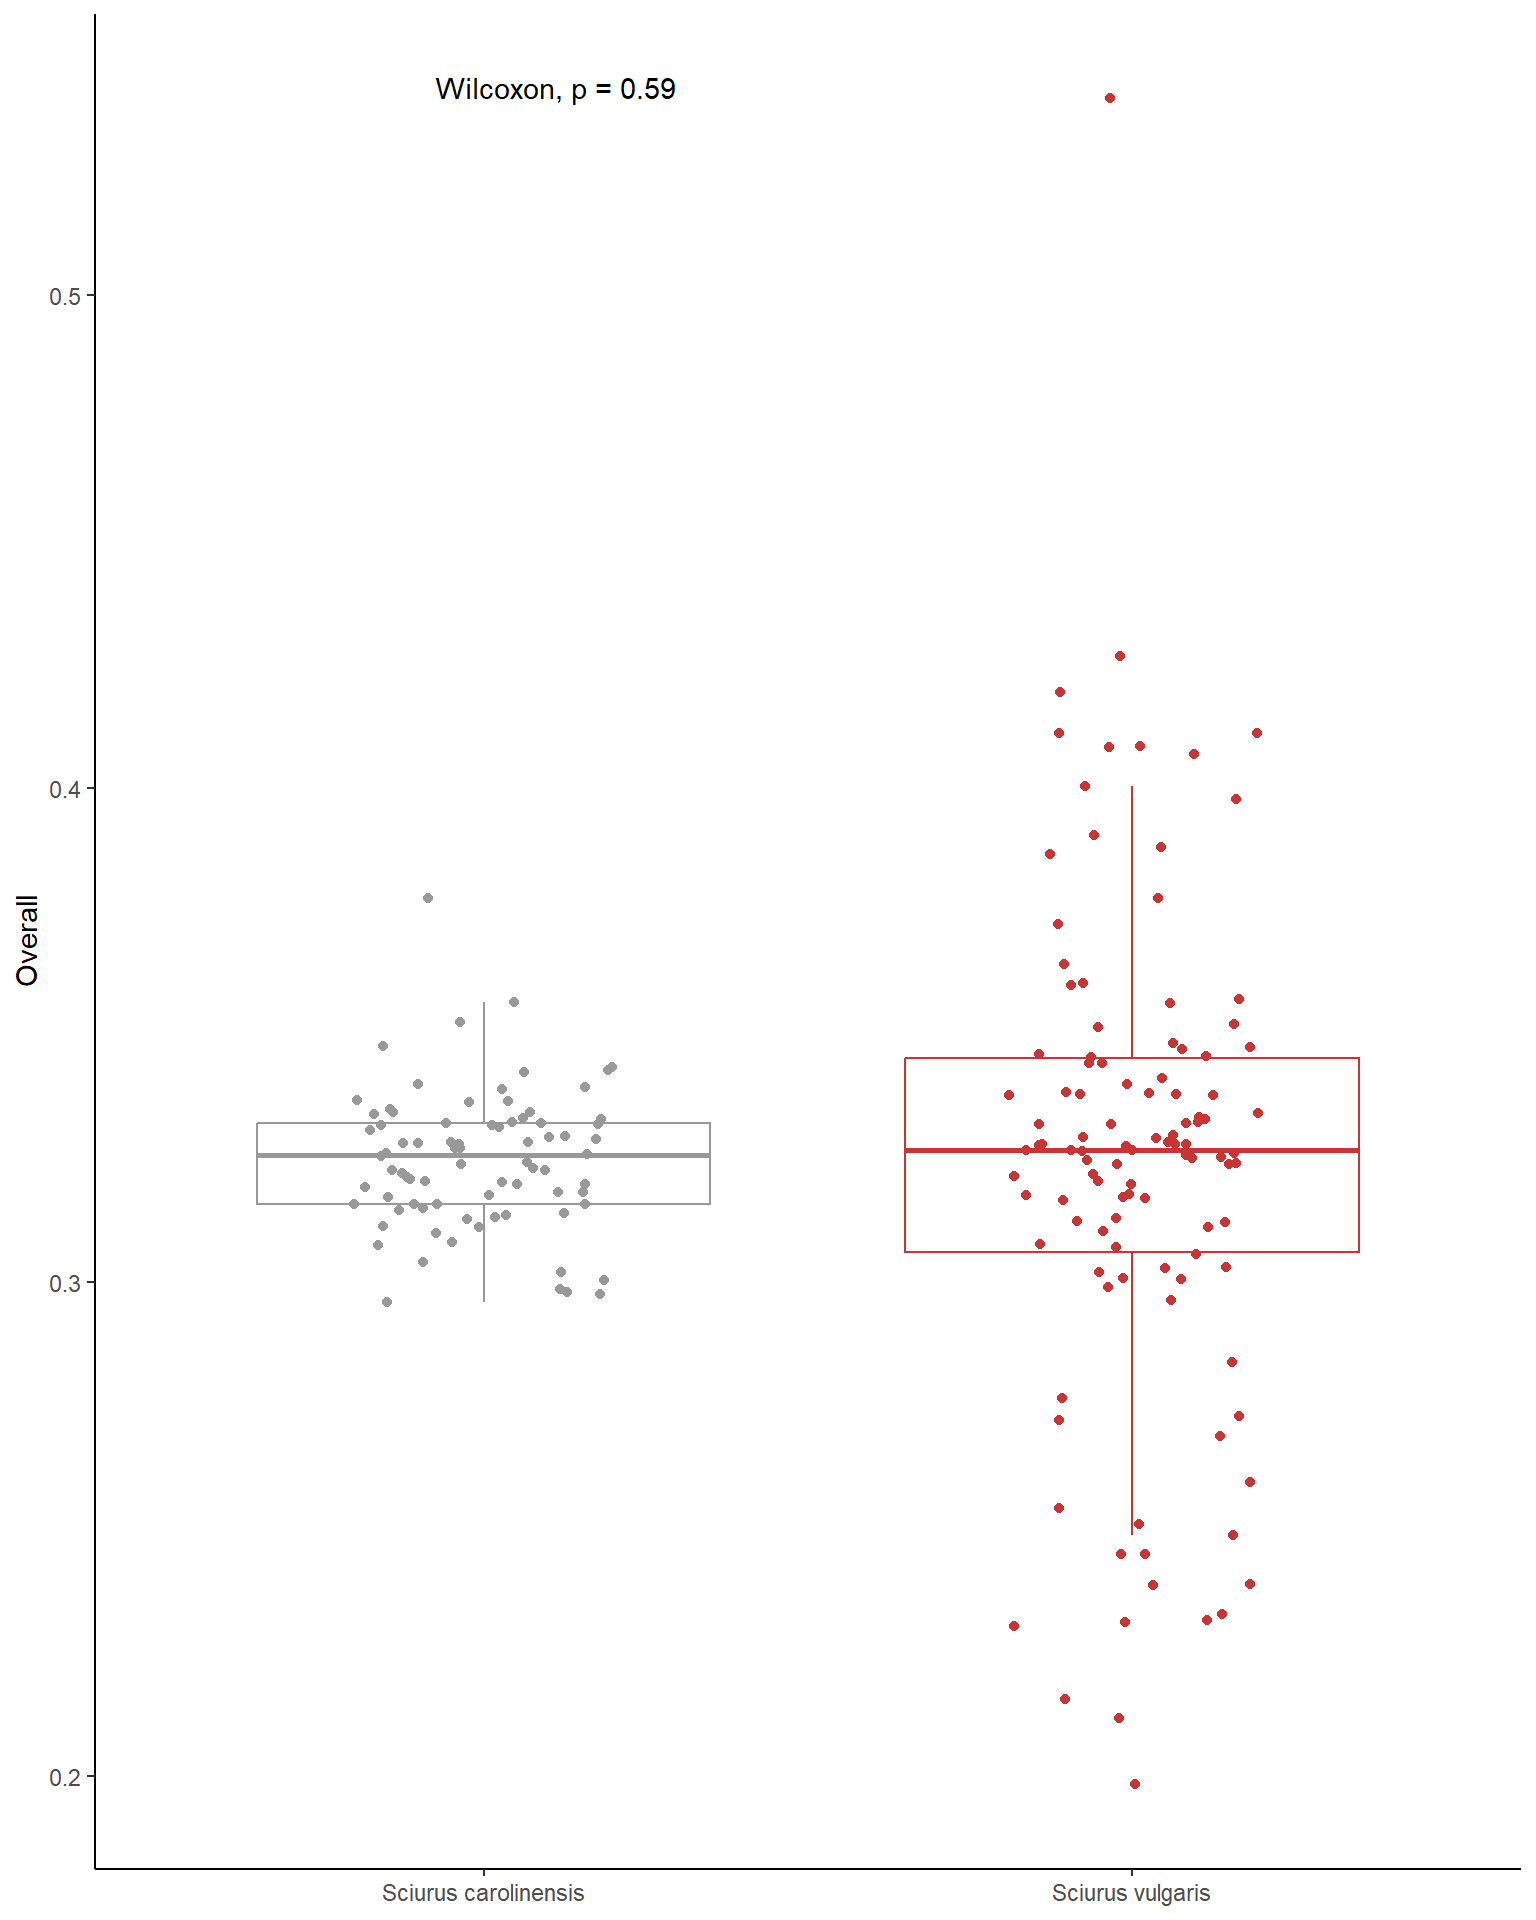 Wilcoxon, p = 0.59
0.5
0.4
0.3
0.2
Overall
Sciurus carolinensis
Sciurus vulgaris